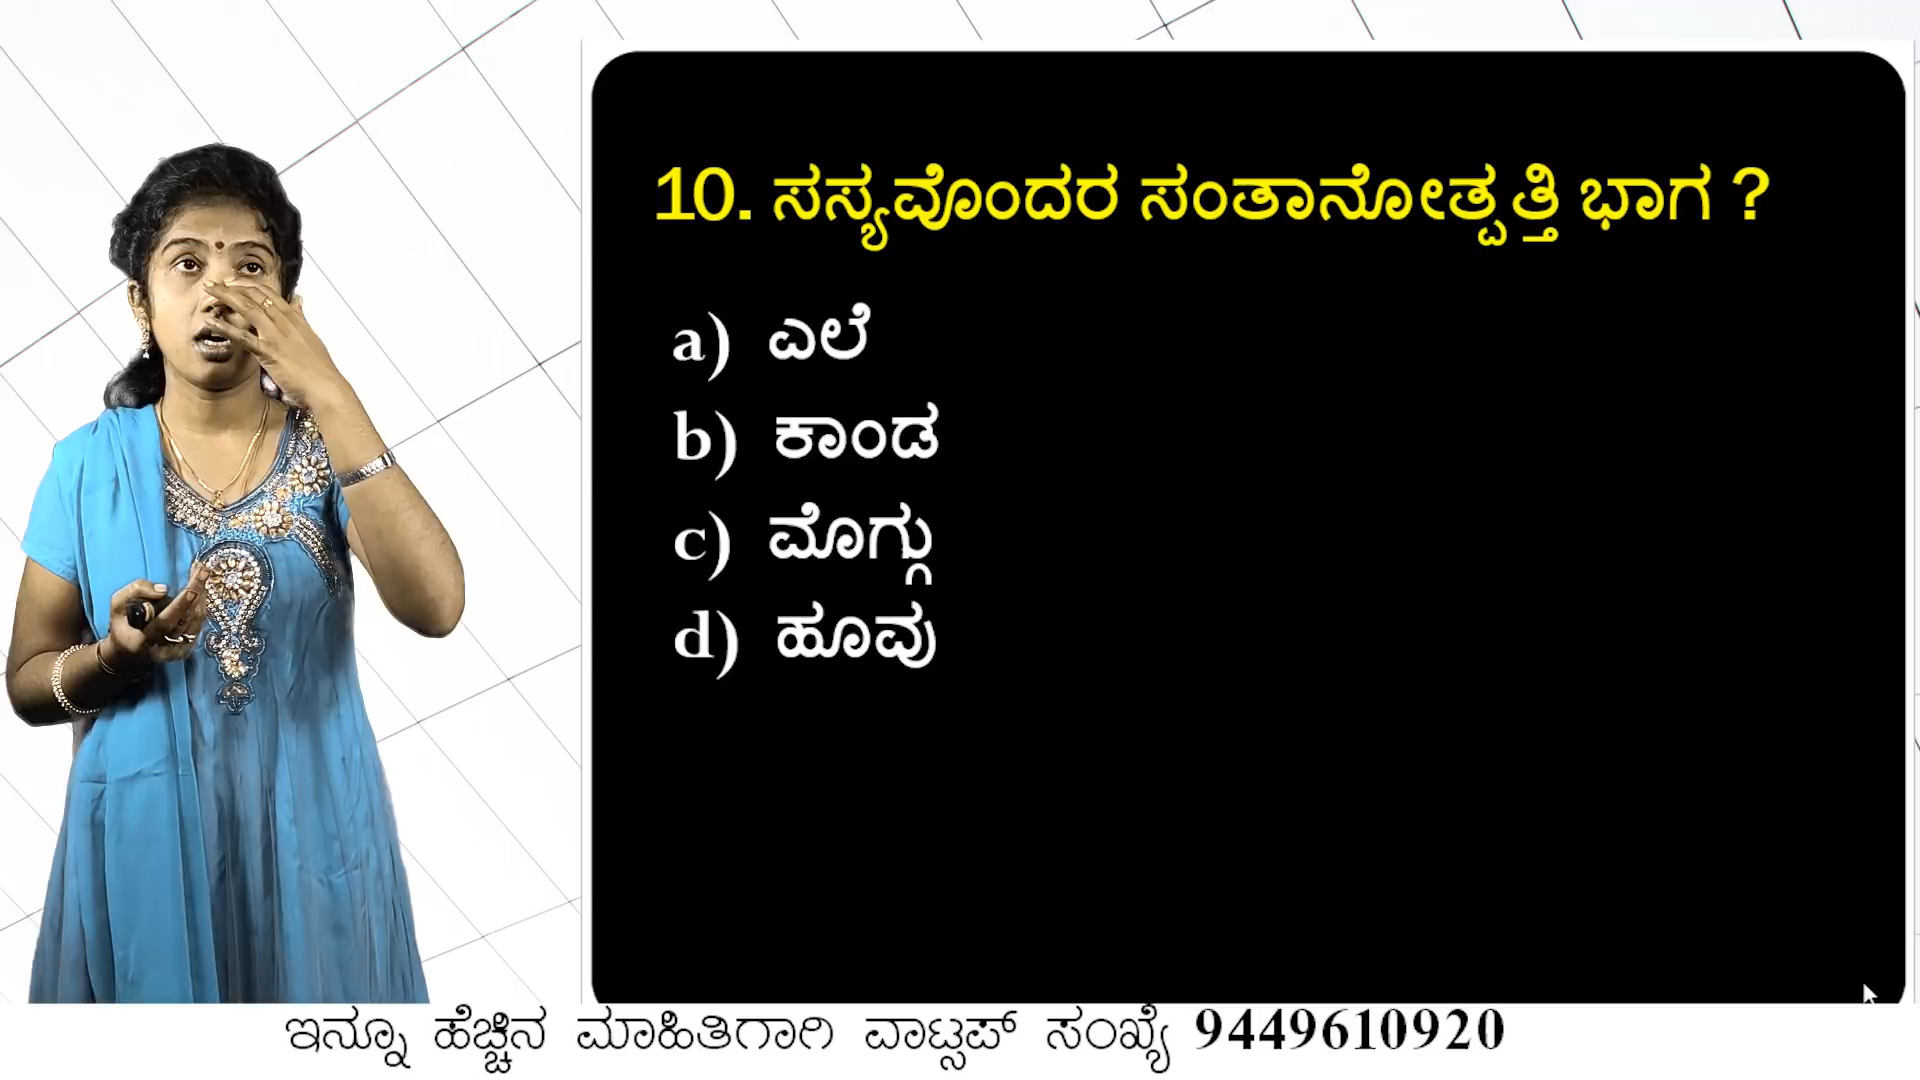 10. ಸಸ್ಯವೊಂದರ ಸಂತಾನೋತ್ಪತ್ತಿ ಭಾಗ ?
a) ಎಲೆ
b) ಕಾಂಡ
c) ಮೊಗ್ಗು
d) ಹೂವು
ಇನ್ನೂ ಹೆಚ್ಚಿನ ಮಾಹಿತಿಗಾಗಿ ವಾಟ್ಸಪ್ ಸಂಖ್ಯೆ 9449610920